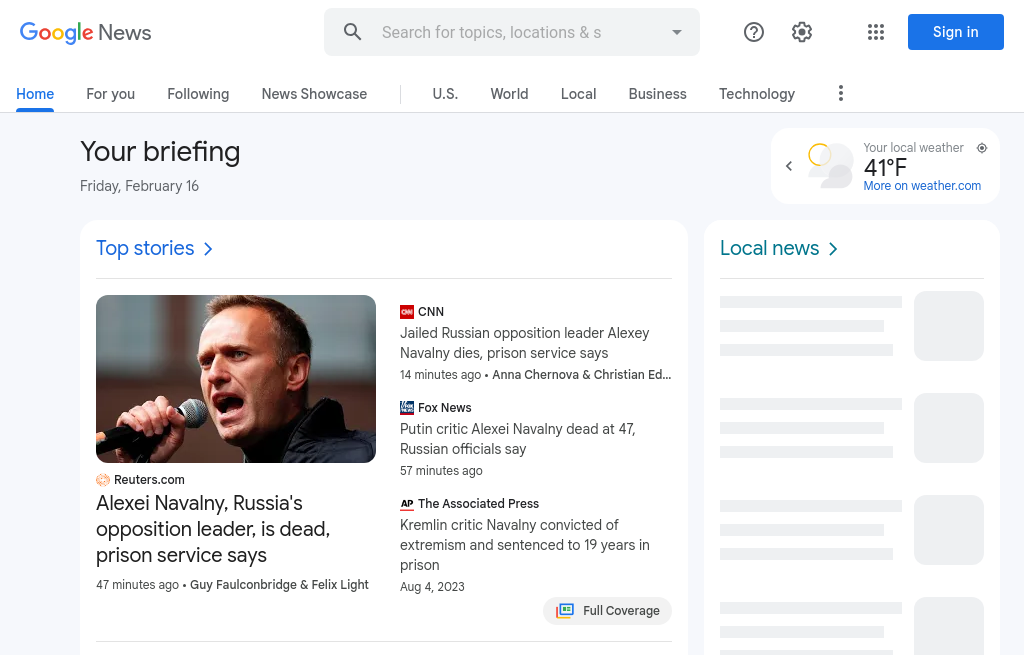 Google News
Search for topics, locations & s
Sign in
Home
For you
Following
News Showcase
U.S.
World
Local
Business
Technology
Your briefing
Friday, February 16
Your local weather
41°F
More on weather.com
Top stories
Reuters.com
Alexei Navalny, Russia's
opposition leader, is dead,
prison service says
47 minutes ago • Guy Faulconbridge & Felix Light
CNN
Jailed Russian opposition leader Alexey
Navalny dies, prison service says
14 minutes ago • Anna Chernova & Christian Ed...
Fox News
Putin critic Alexei Navalny dead at 47,
Russian officials say
57 minutes ago
AP The Associated Press
Kremlin critic Navalny convicted of
extremism and sentenced to 19 years in
prison
Aug 4, 2023
Full Coverage
Local news